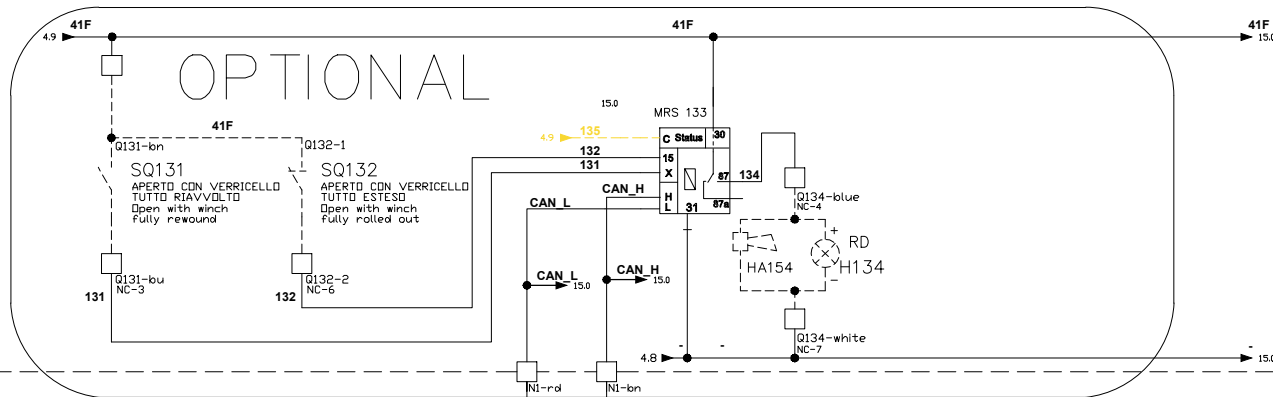 41F
41F
41F
4.9
15.0
OPTIONAL
15.0
MRS 133
41F
4.9
135
C
Status
30
Q131-bn
Q132-1
132
15
SQ131
SQ132
131
X
87
134
APERTO CON VERRICELLO
TUTTO RIAVVOLTO
Open with winch
fully rewound
APERTO CON VERRICELLO
TUTTO ESTESO
Open with winch
fully rolled out
CAN_H
H
87a
Q134-blue
NC-4
CAN_L
L
31
+
RD
HA154
H134
-
CAN_L
15.0
CAN_H
15.0
Q131-bu
NC-3
Q132-2
NC-6
131
132
Q134-white
NC-7
4.8
-
-
-
15.0
N1-rd
N1-bn